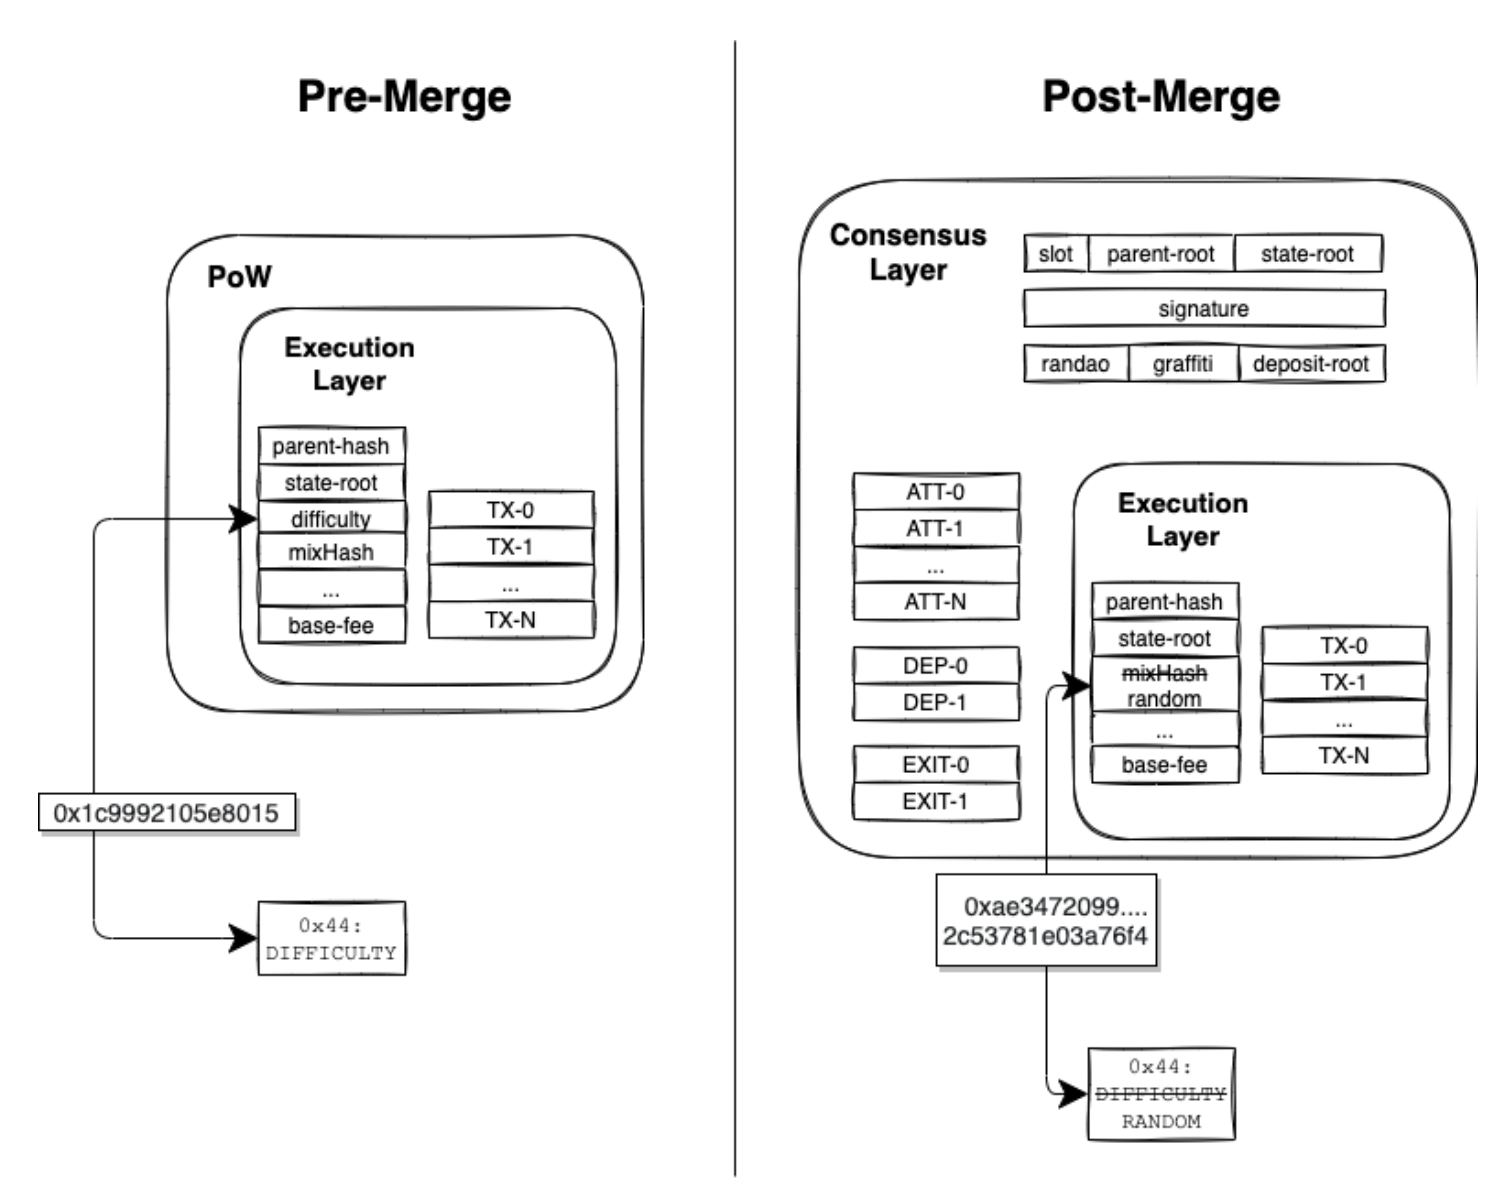 Pre-Merge
PoW
Execution
Layer
parent-hash
state-root
difficulty
mixHash
...
base-fee
TX-0
TX-1
...
TX-N
0x1c9992105e8015
0x44:
DIFFICULTY
Post-Merge
Consensus
Layer
slot parent-root state-root
signature
randao graffiti deposit-root
ATT-0
ATT-1
...
ATT-N
DEP-0
DEP-1
EXIT-0
EXIT-1
Execution
Layer
parent-hash
state-root
mixHash
random
...
base-fee
TX-0
TX-1
...
TX-N
0xae3472099....
2c53781e03a76f4
0x44:
DIFFICULTY
RANDOM